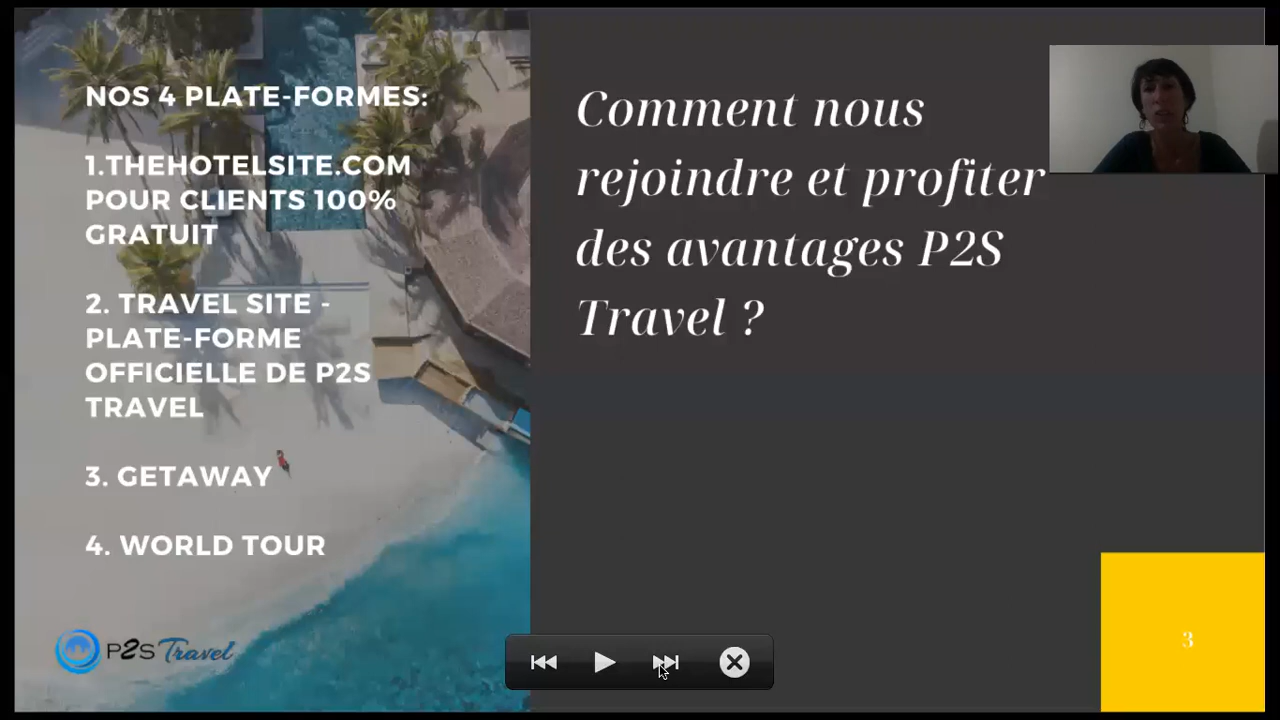 NOS 4 PLATE-FORMES:
1.THEHOTELSITE.COM
POUR CLIENTS 100%
GRATUIT
2. TRAVEL SITE -
PLATE-FORME
OFFICIELLE DE P2S
TRAVEL
3. GETAWAY
4. WORLD TOUR
P2S Travel
Comment nous
rejoindre et profiter
des avantages P2S
Travel ?
3